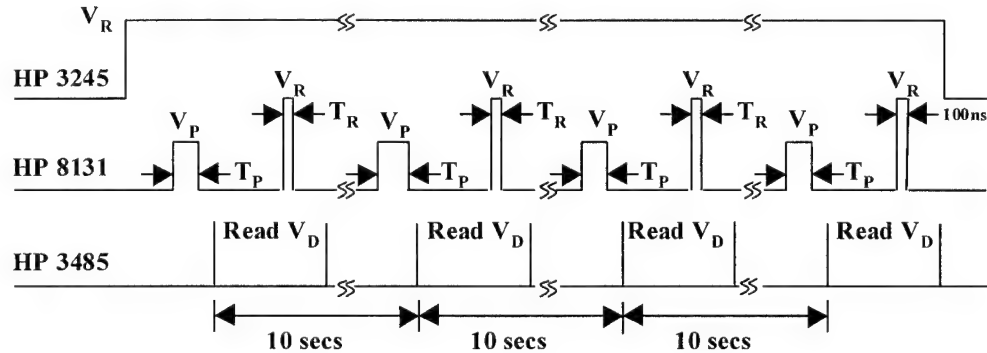 V_R
HP 3245
V_R V_R V_R V_R
V_P T_R V_P T_R V_P T_R V_P 100ns
HP 8131
T_P T_P T_P T_P
Read V_D Read V_D Read V_D Read V_D
HP 3485
10 secs 10 secs 10 secs